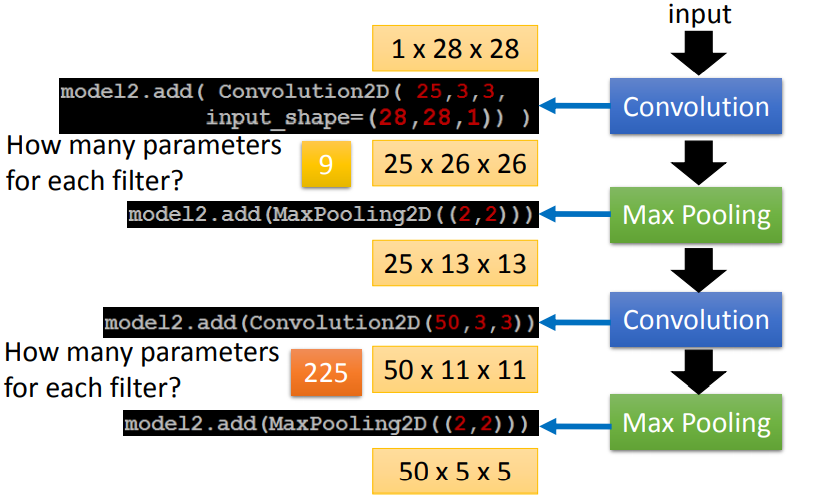 input
1 x 28 x 28
model2.add( Convolution2D( 25,3,3,
input_shape=(28,28,1)) )
Convolution
How many parameters
for each filter?
9
25 x 26 x 26
model2.add(MaxPooling2D((2,2)))
Max Pooling
25 x 13 x 13
model2.add(Convolution2D(50,3,3))
Convolution
How many parameters
for each filter?
225
50 x 11 x 11
model2.add(MaxPooling2D((2,2)))
Max Pooling
50 x 5 x 5